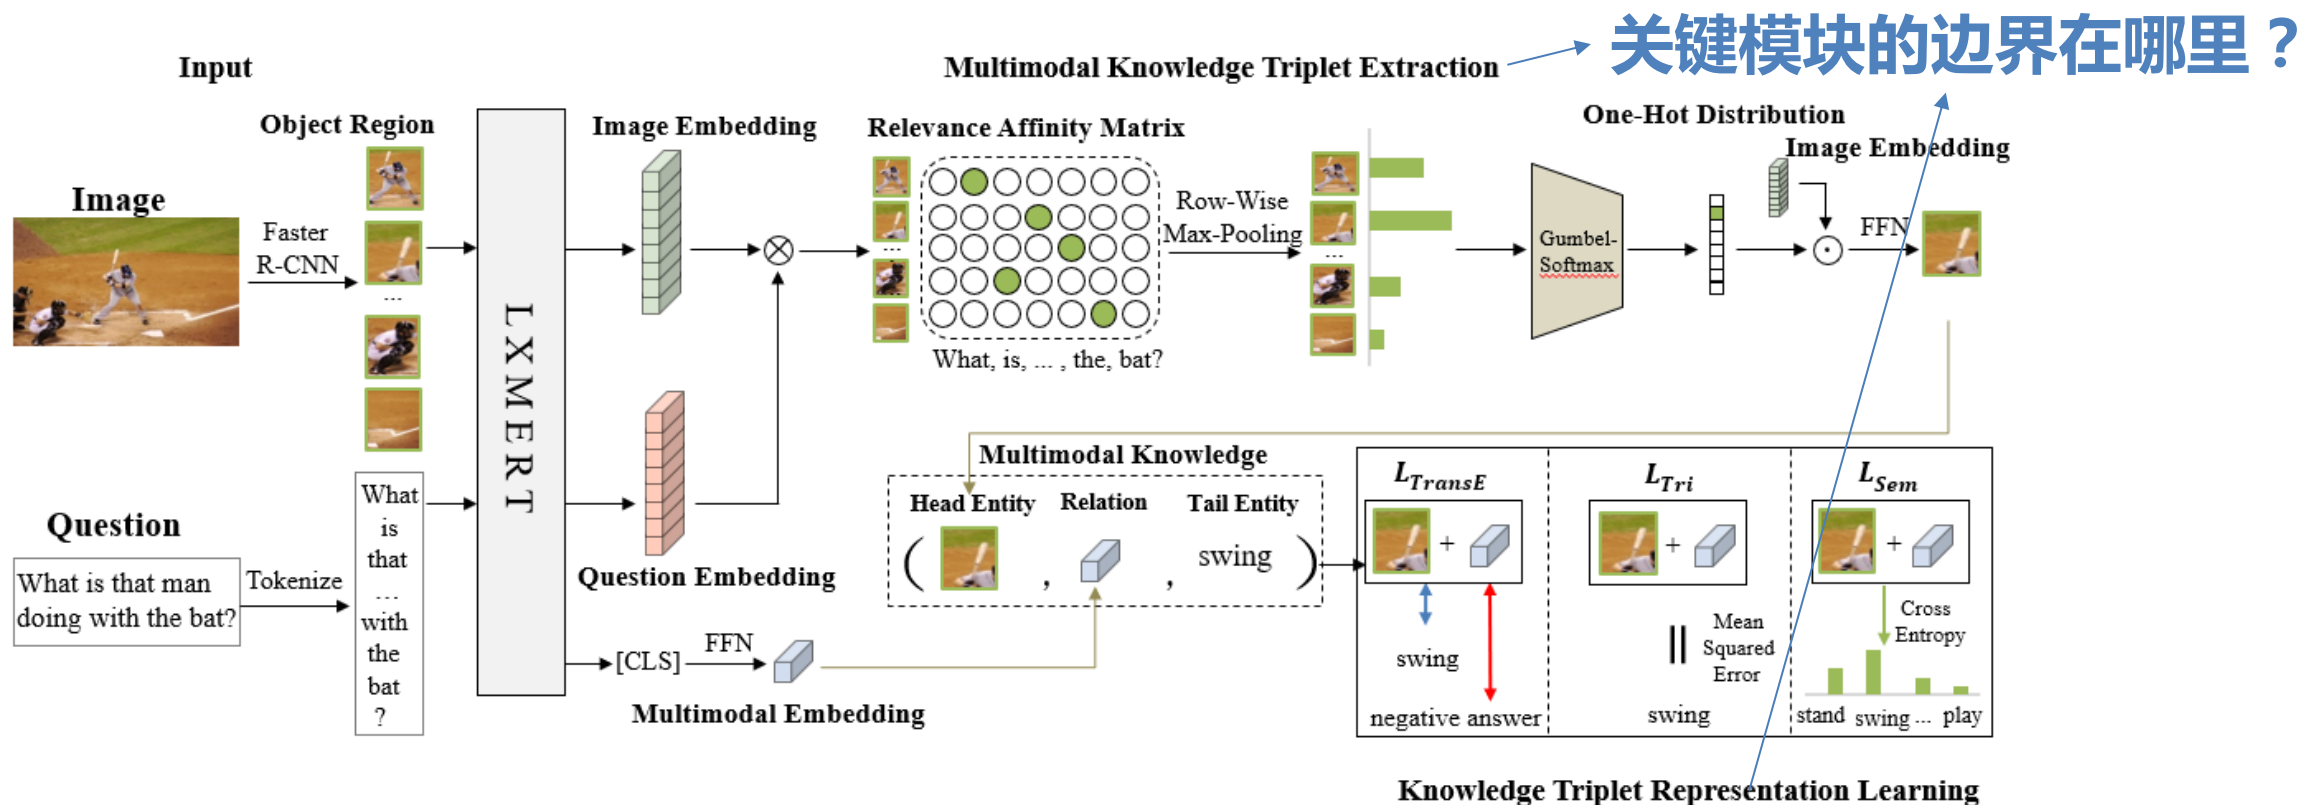 关键模块的边界在哪里？
Input
Multimodal Knowledge Triplet Extraction
Object Region
Image Embedding
Relevance Affinity Matrix
One-Hot Distribution
Image Embedding
Image
Faster
R-CNN
...
LXMERT
...
Row-Wise
Max-Pooling
...
Gumbel-
Softmax
FFN
What, is, ... , the, bat?
Question
What is that man
doing with the bat?
Tokenize
What
is
that
...
with
the
bat
?
Question Embedding
[CLS]
FFN
Multimodal Embedding
Multimodal Knowledge
Head Entity
Relation
Tail Entity
( , , swing )
L_TransE
+
swing
negative answer
L_Tri
+
||
Mean
Squared
Error
swing
L_Sem
+
Cross
Entropy
stand swing ... play
Knowledge Triplet Representation Learning